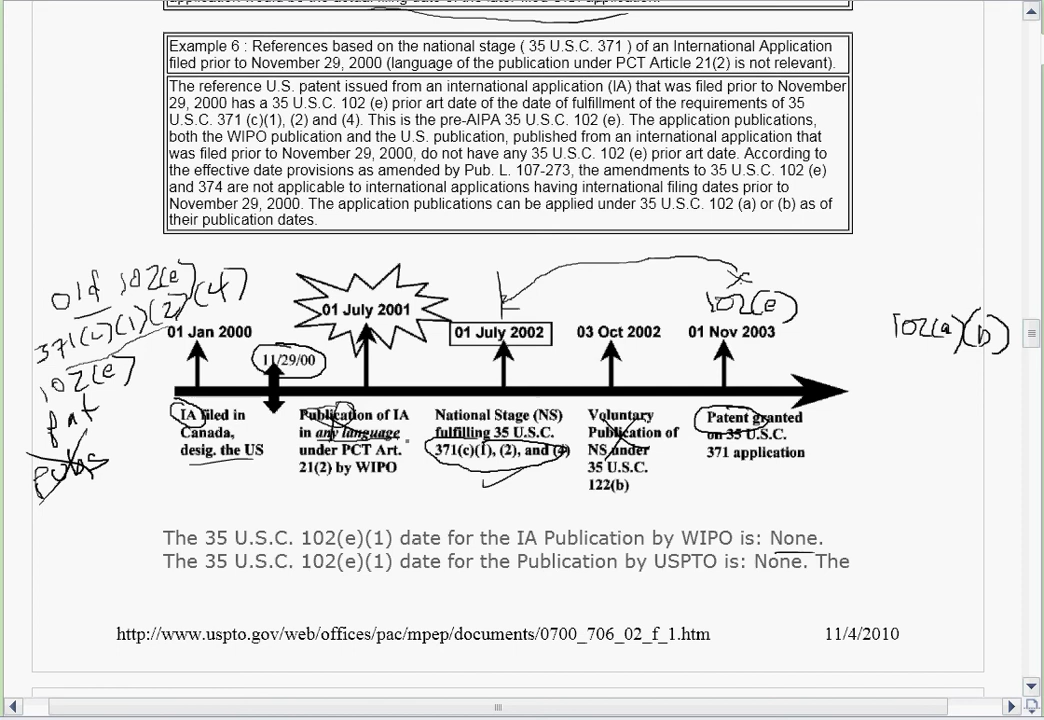 application would be the actual filing date of the later-filed
Example 6 : References based on the national stage ( 35 U.S.C. 371 ) of an International Application
filed prior to November 29, 2000 (language of the publication under PCT Article 21(2) is not relevant).
The reference U.S. patent issued from an international application (IA) that was filed prior to November
29, 2000 has a 35 U.S.C. 102 (e) prior art date of the date of fulfillment of the requirements of 35
U.S.C. 371 (c)(1), (2) and (4). This is the pre-AIPA 35 U.S.C. 102 (e). The application publications,
both the WIPO publication and the U.S. publication, published from an international application that
was filed prior to November 29, 2000, do not have any 35 U.S.C. 102 (e) prior art date. According to
the effective date provisions as amended by Pub. L. 107-273, the amendments to 35 U.S.C. 102 (e)
and 374 are not applicable to international applications having international filing dates prior to
November 29, 2000. The application publications can be applied under 35 U.S.C. 102 (a) or (b) as of
their publication dates.
old 102(e)
371(c)(1)(2)(4)
102(e)
pat
pubs
102(e)
102(a)(b)
01 Jan 2000
11/29/00
01 July 2001
01 July 2002
03 Oct 2002
01 Nov 2003
IA filed in
Canada,
desig. the US
Publication of IA
in any language
under PCT Art.
21(2) by WIPO
National Stage (NS)
fulfilling 35 U.S.C.
371(c)(1), (2), and (4)
Voluntary
Publication of
NS under
35 U.S.C.
122(b)
Patent granted
on 35 U.S.C.
371 application
The 35 U.S.C. 102(e)(1) date for the IA Publication by WIPO is: None.
The 35 U.S.C. 102(e)(1) date for the Publication by USPTO is: None. The
http://www.uspto.gov/web/offices/pac/mpep/documents/0700_706_02_f_1.htm 11/4/2010